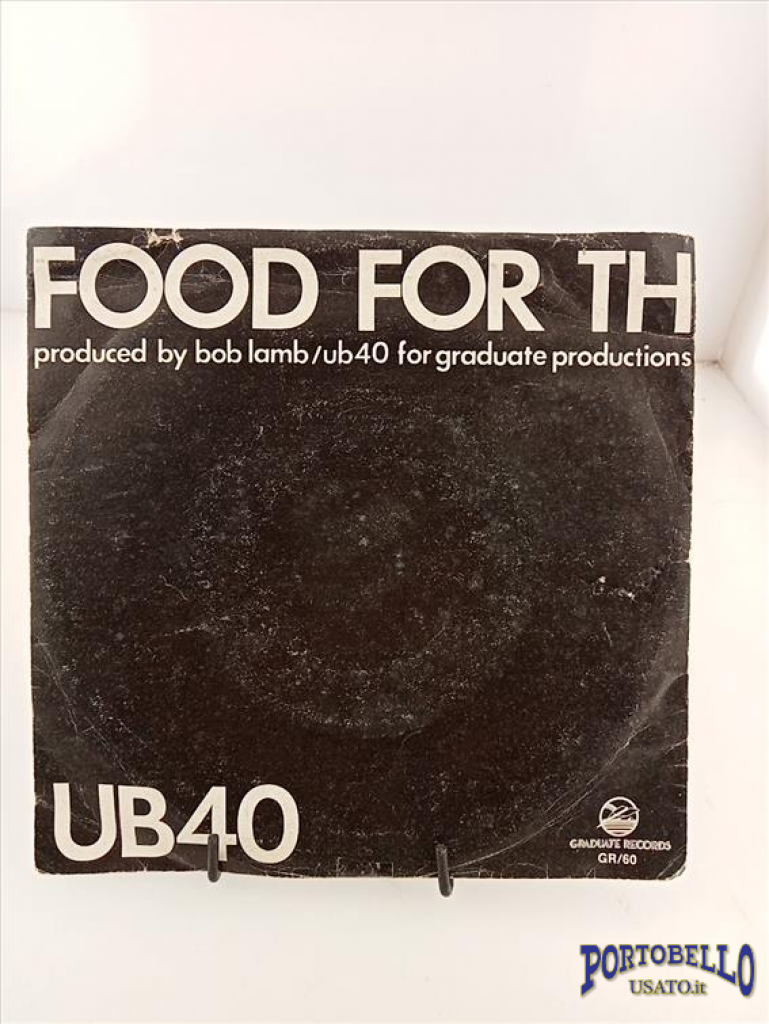 FOOD FOR TH
produced by bob lamb/ub40 for graduate productions
UB40
GRADUATE RECORDS
GR/60
PORTOBELLO
USATO.it